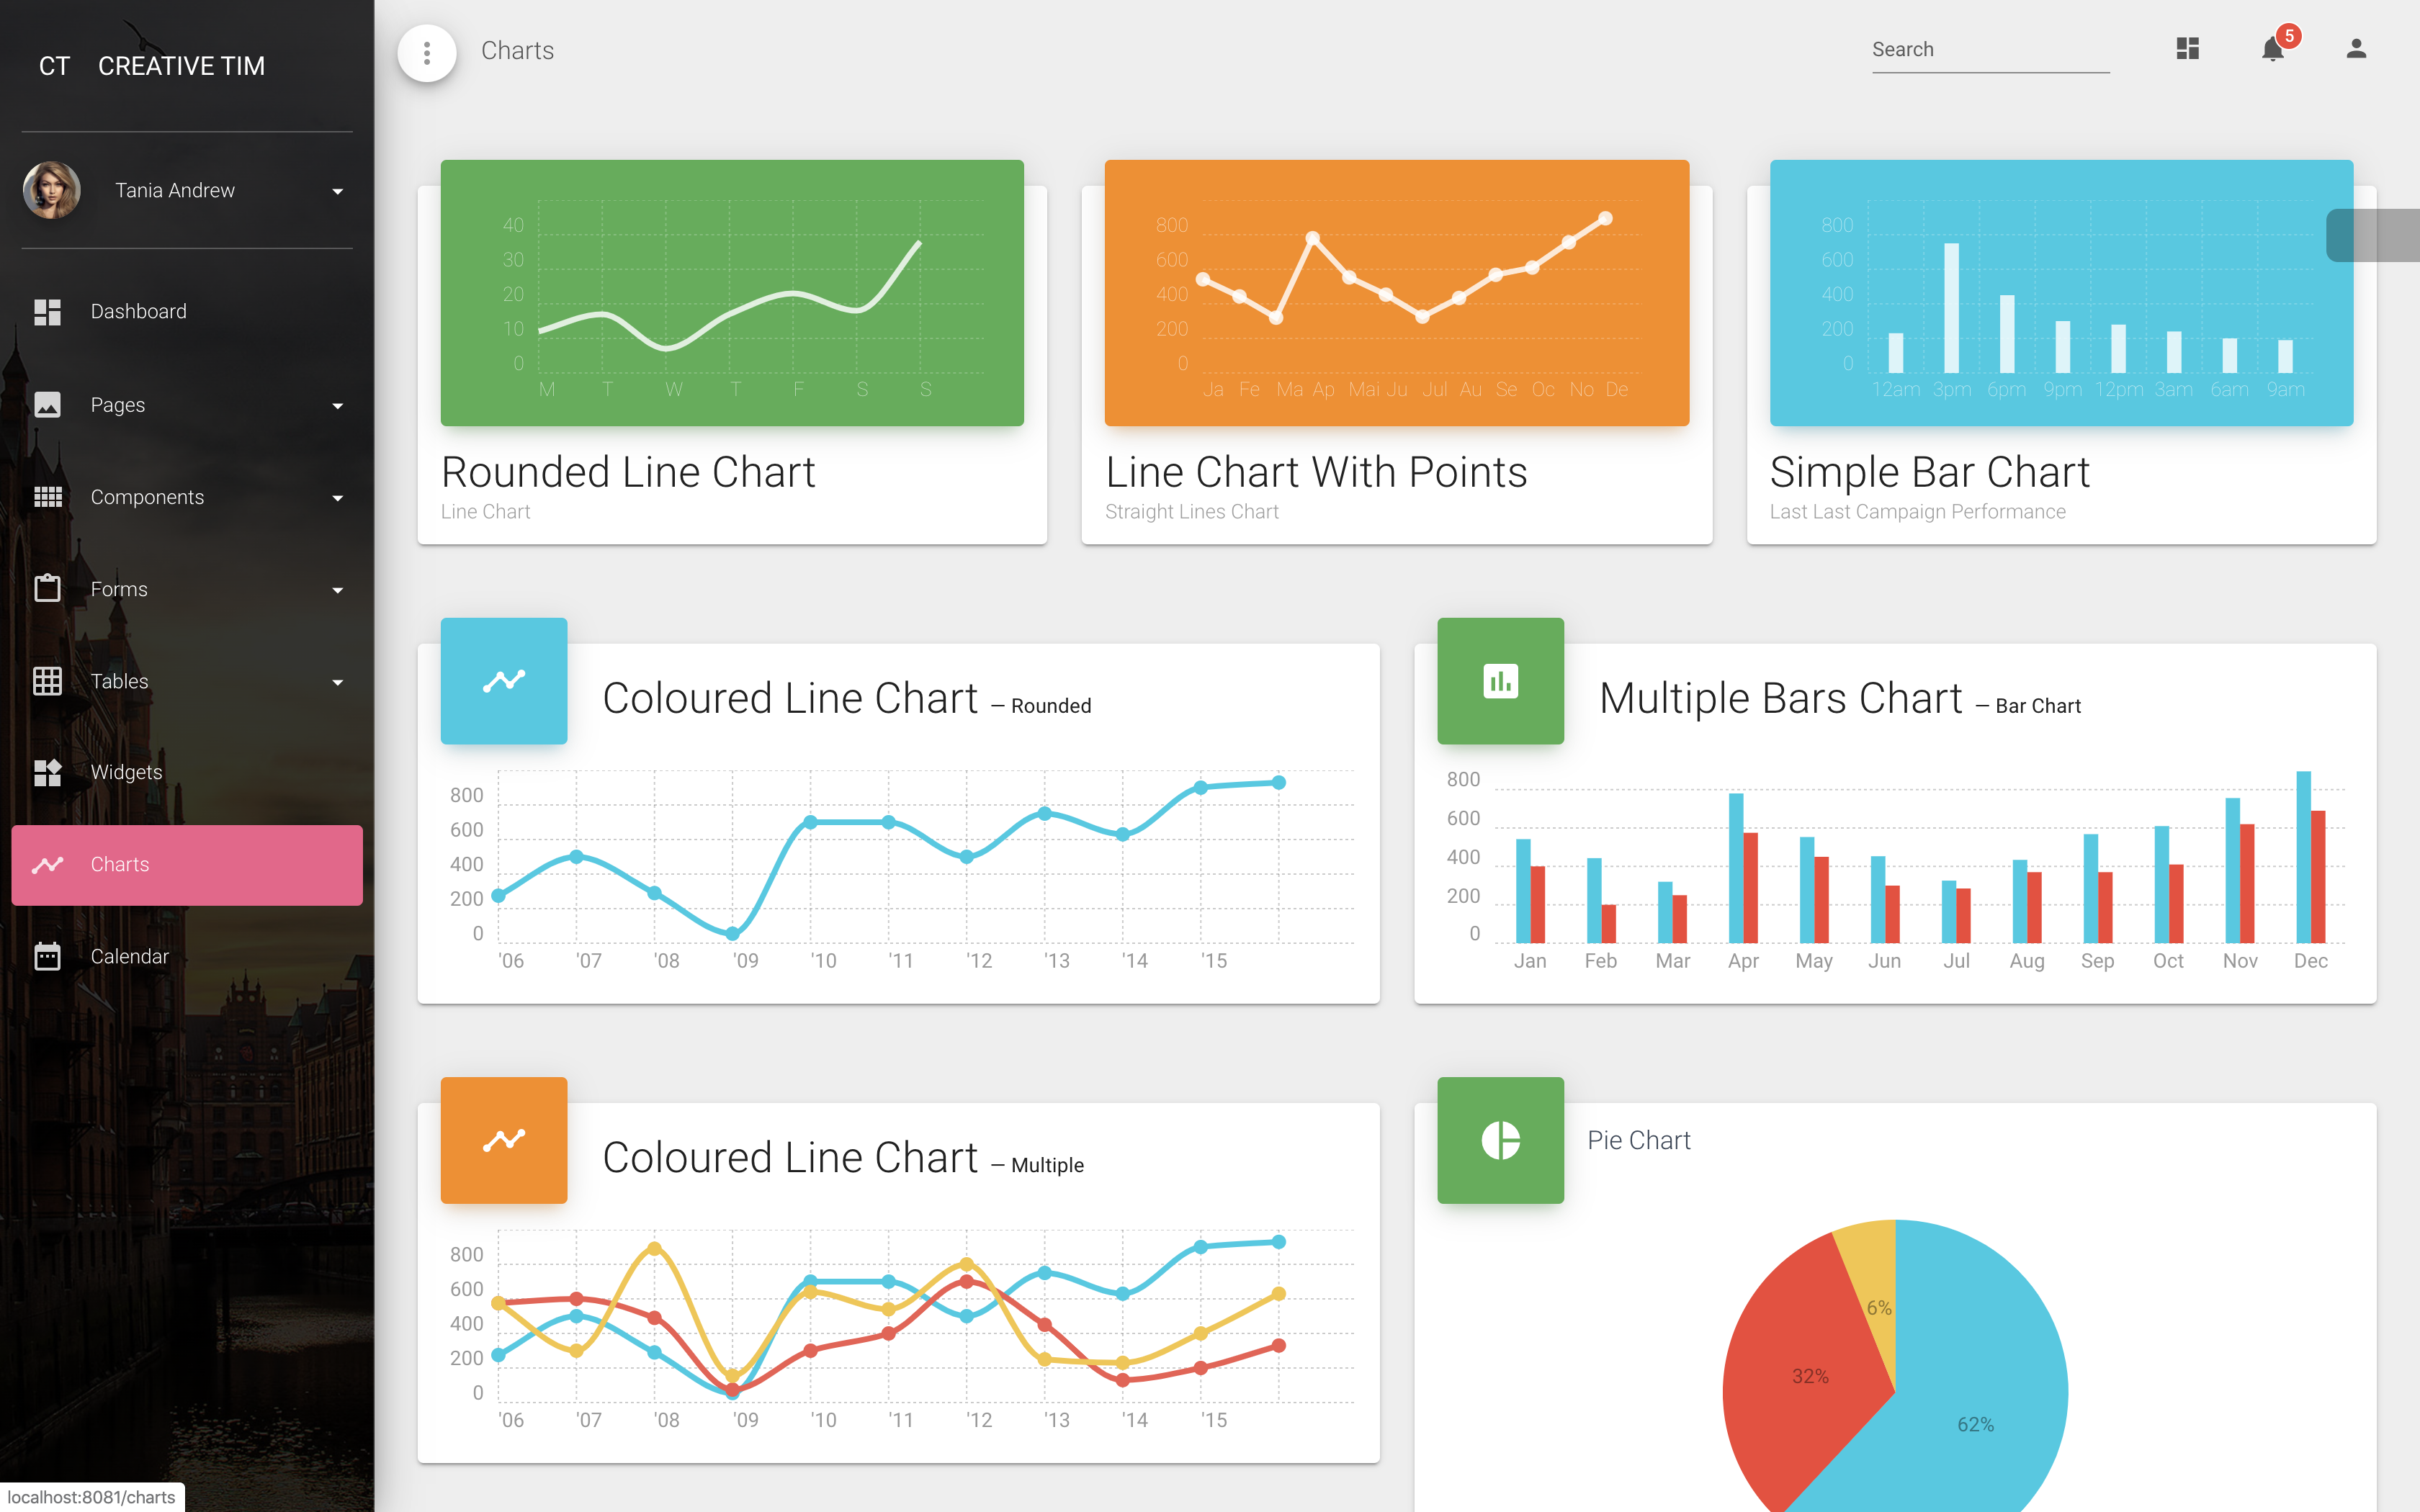 CT CREATIVE TIM
Tania Andrew
Dashboard
Pages
Components
Forms
Tables
Widgets
Charts
Calendar
localhost:8081/charts
Charts
Search
5
40
30
20
10
0
M T W T F S S
Rounded Line Chart
Line Chart
800
600
400
200
0
Ja Fe Ma Ap Mai Ju Jul Au Se Oc No De
Line Chart With Points
Straight Lines Chart
800
600
400
200
0
12am 3pm 6pm 9pm 12pm 3am 6am 9am
Simple Bar Chart
Last Last Campaign Performance
Coloured Line Chart – Rounded
800
600
400
200
0
'06 '07 '08 '09 '10 '11 '12 '13 '14 '15
Multiple Bars Chart – Bar Chart
800
600
400
200
0
Jan Feb Mar Apr May Jun Jul Aug Sep Oct Nov Dec
Coloured Line Chart – Multiple
800
600
400
200
0
'06 '07 '08 '09 '10 '11 '12 '13 '14 '15
Pie Chart
6%
32%
62%